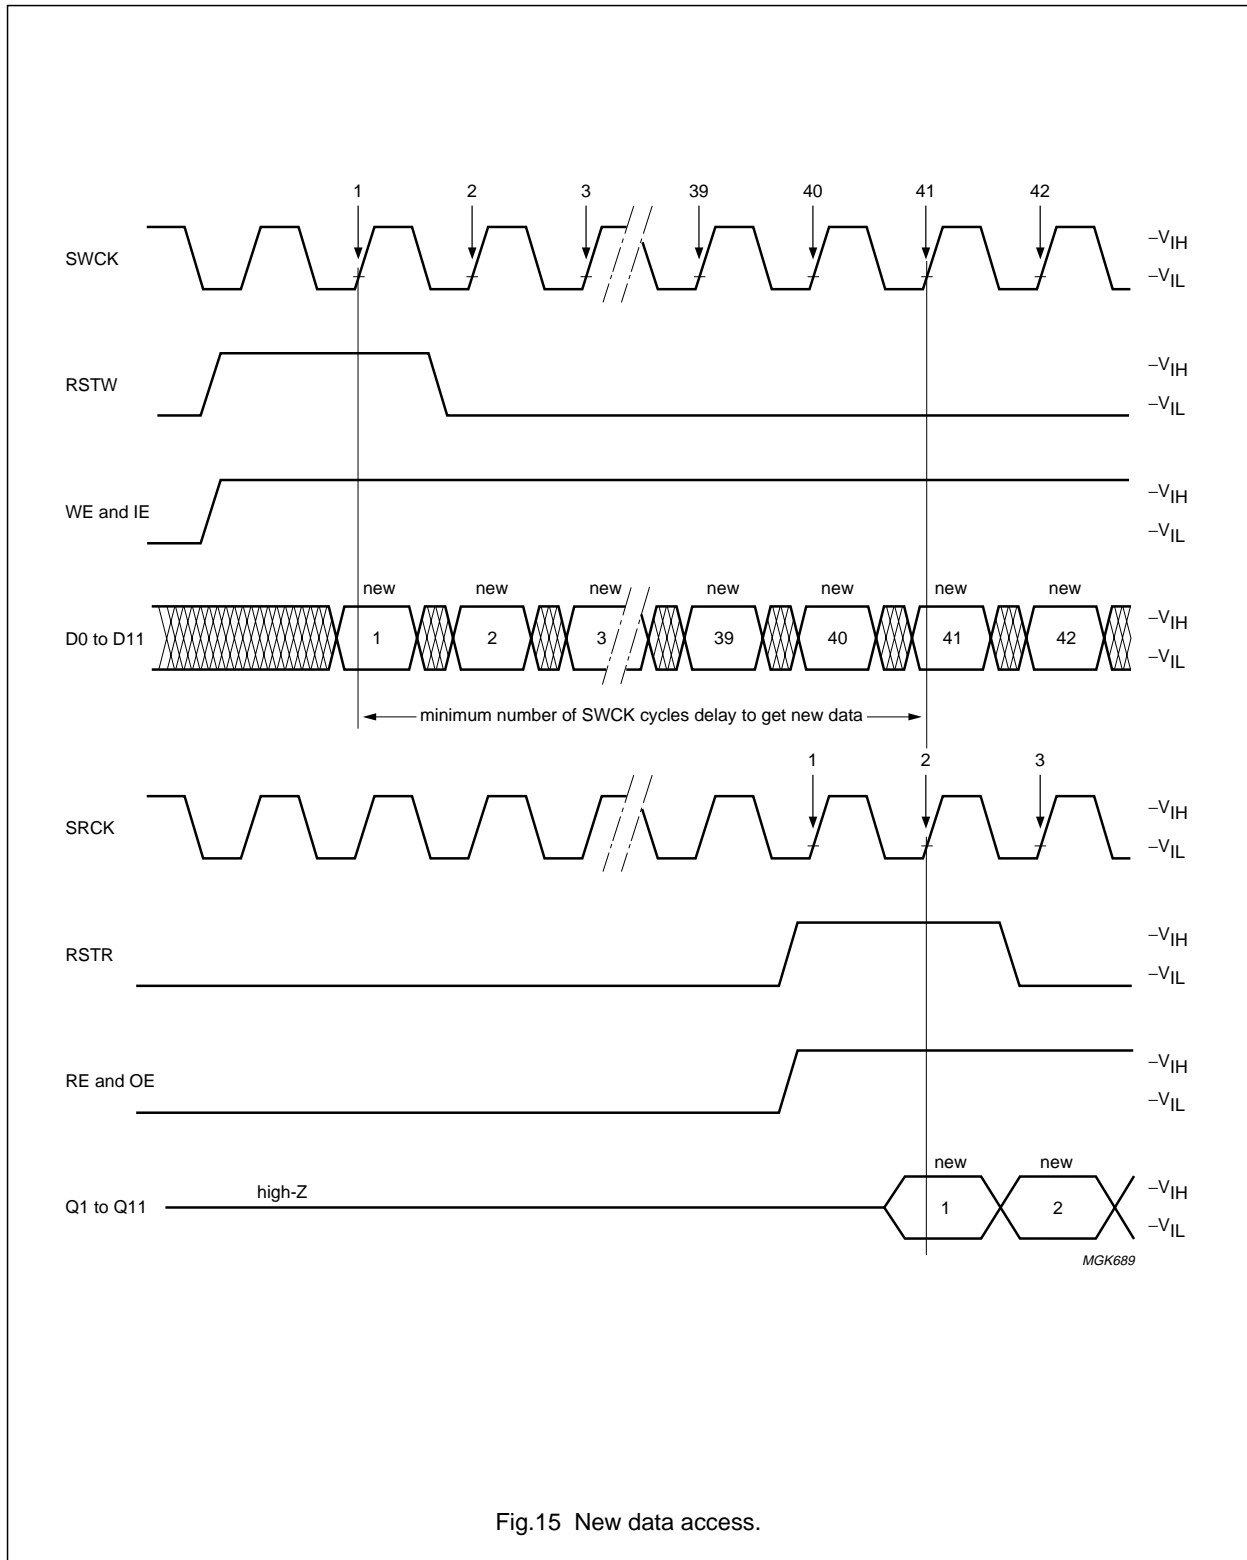 1 2 3 39 40 41 42
SWCK
–VIH
–VIL
RSTW
–VIH
–VIL
WE and IE
–VIH
–VIL
new new new new new new new
D0 to D11 1 2 3 39 40 41 42
–VIH
–VIL
minimum number of SWCK cycles delay to get new data
1 2 3
SRCK
–VIH
–VIL
RSTR
–VIH
–VIL
RE and OE
–VIH
–VIL
new new
high-Z
Q1 to Q11 1 2
–VIH
–VIL
MGK689
Fig.15 New data access.